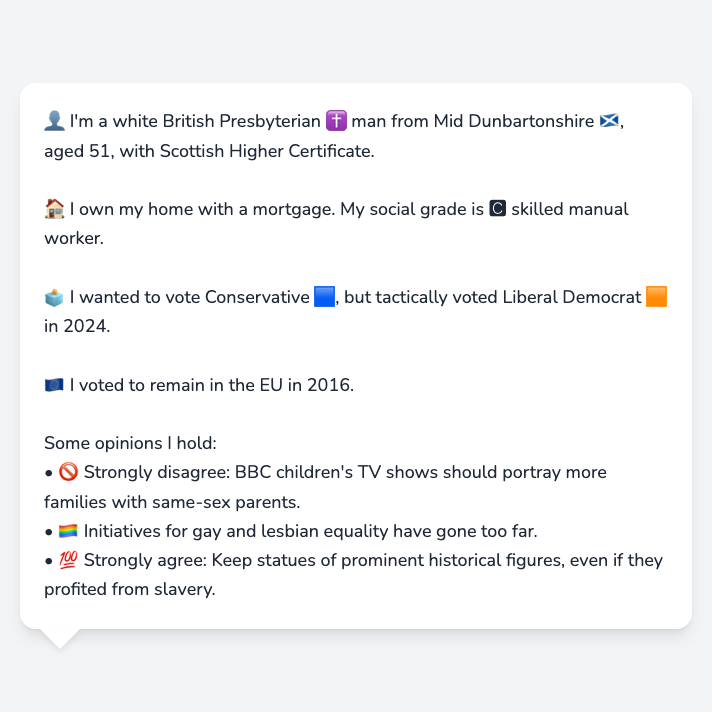 👤 I'm a white British Presbyterian ✝️ man from Mid Dunbartonshire 🏴󠁧󠁢󠁳󠁣󠁴󠁿,
aged 51, with Scottish Higher Certificate.
🏠 I own my home with a mortgage. My social grade is 🅲 skilled manual
worker.
🗳️ I wanted to vote Conservative 🟦, but tactically voted Liberal Democrat 🟧
in 2024.
🇪🇺 I voted to remain in the EU in 2016.
Some opinions I hold:
• 🚫 Strongly disagree: BBC children's TV shows should portray more
families with same-sex parents.
• 🏳️‍🌈 Initiatives for gay and lesbian equality have gone too far.
• 💯 Strongly agree: Keep statues of prominent historical figures, even if they
profited from slavery.